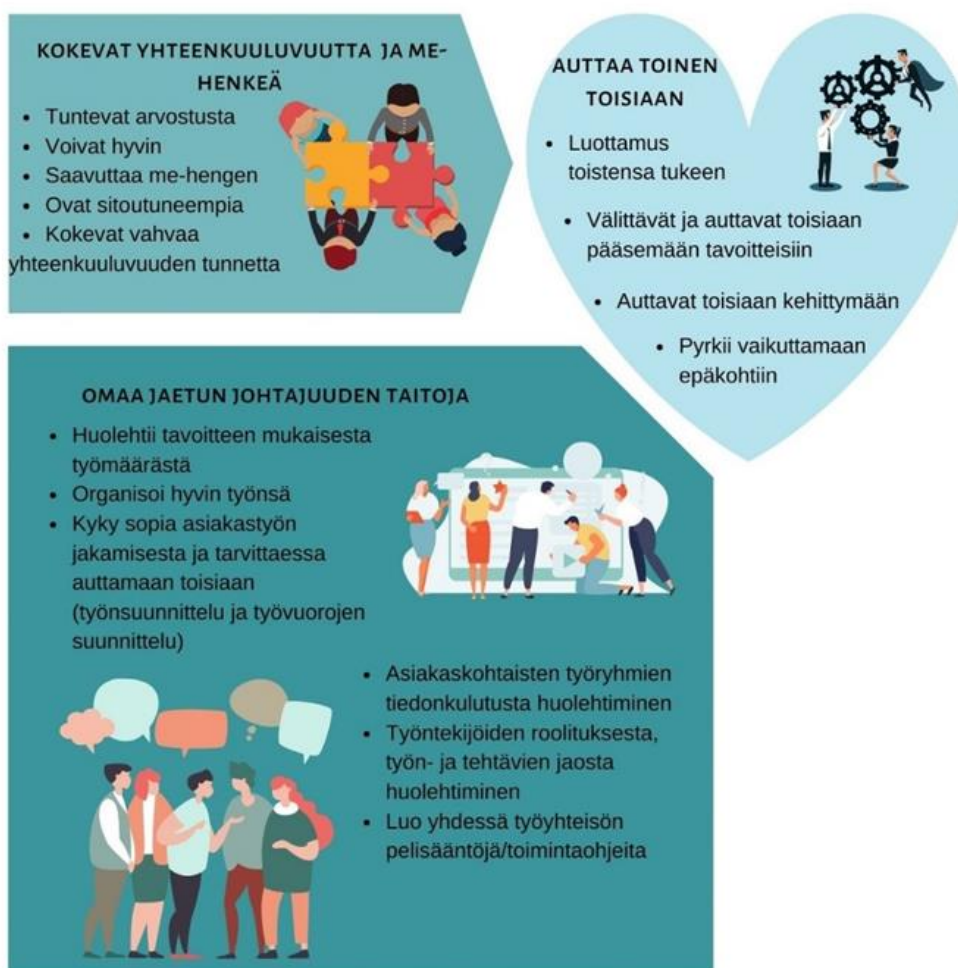 KOKEVAT YHTEENKUULUVUUTTA JA ME-
HENKEÄ
• Tuntevat arvostusta
• Voivat hyvin
• Saavuttaa me-hengen
• Ovat sitoutuneempia
• Kokevat vahvaa
yhteenkuuluvuuden tunnetta
AUTTAA TOINEN
TOISIAAN
• Luottamus
toistensa tukeen
• Välittävät ja auttavat toisiaan
pääsemään tavoitteisiin
• Auttavat toisiaan kehittymään
• Pyrkii vaikuttamaan
epäkohtiin
OMAA JAETUN JOHTAJUUDEN TAITOJA
• Huolehtii tavoitteen mukaisesta
työmäärästä
• Organisoi hyvin työnsä
• Kyky sopia asiakastyön
jakamisesta ja tarvittaessa
auttamaan toisiaan
(työnsuunnittelu ja työvuorojen
suunnittelu)
• Asiakaskohtaisten työryhmien
tiedonkulutusta huolehtiminen
• Työntekijöiden roolituksesta,
työn- ja tehtävien jaosta
huolehtiminen
• Luo yhdessä työyhteisön
pelisääntöjä/toimintaohjeita